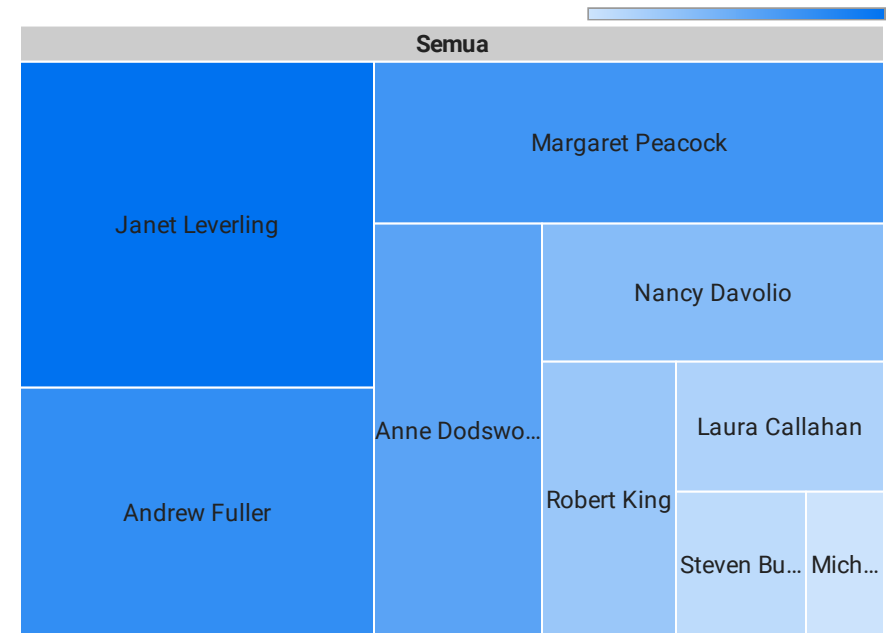 Semua
Janet Leverling
Margaret Peacock
Nancy Davolio
Anne Dodswo...
Laura Callahan
Robert King
Andrew Fuller
Steven Bu...
Mich...